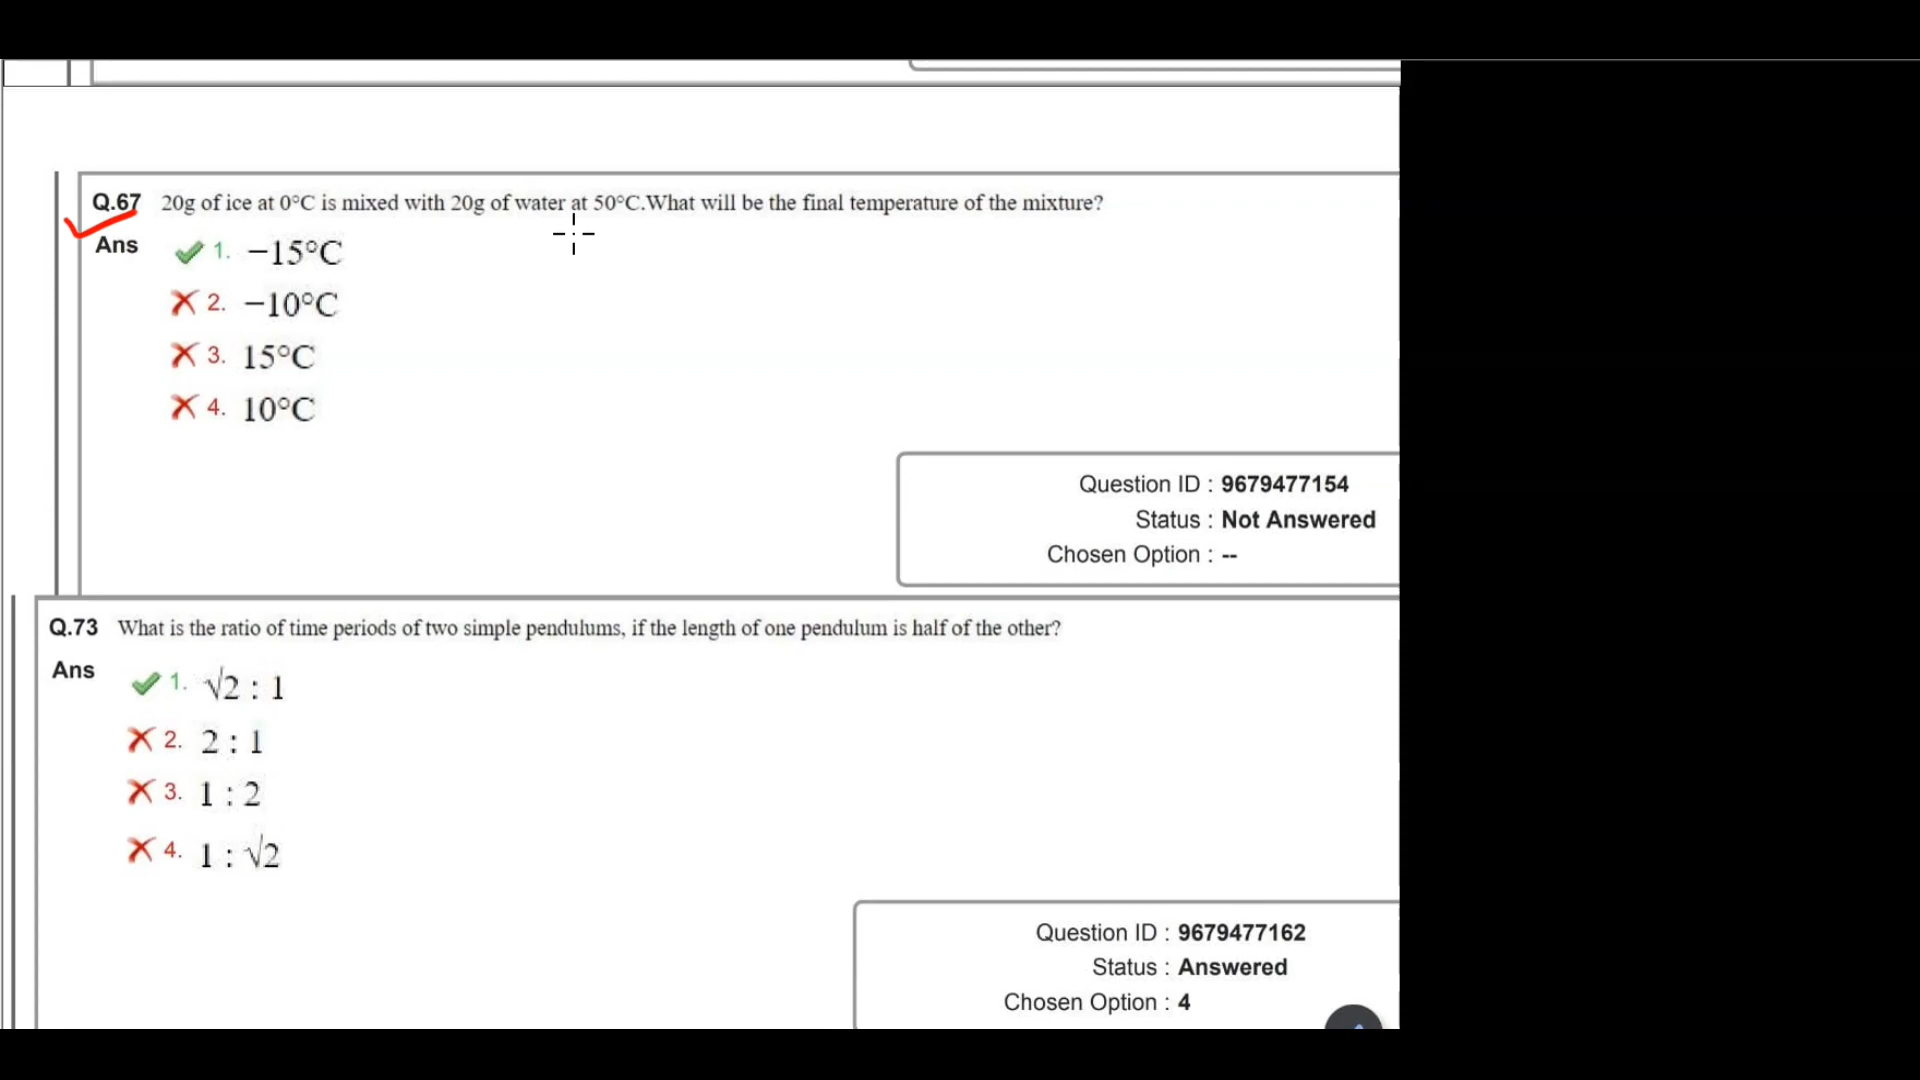 Q.67 20g of ice at 0°C is mixed with 20g of water at 50°C.What will be the final temperature of the mixture?
Ans
1. −15°C
2. −10°C
3. 15°C
4. 10°C
Question ID : 9679477154
Status : Not Answered
Chosen Option : --
Q.73 What is the ratio of time periods of two simple pendulums, if the length of one pendulum is half of the other?
Ans
1. √2 : 1
2. 2 : 1
3. 1 : 2
4. 1 : √2
Question ID : 9679477162
Status : Answered
Chosen Option : 4